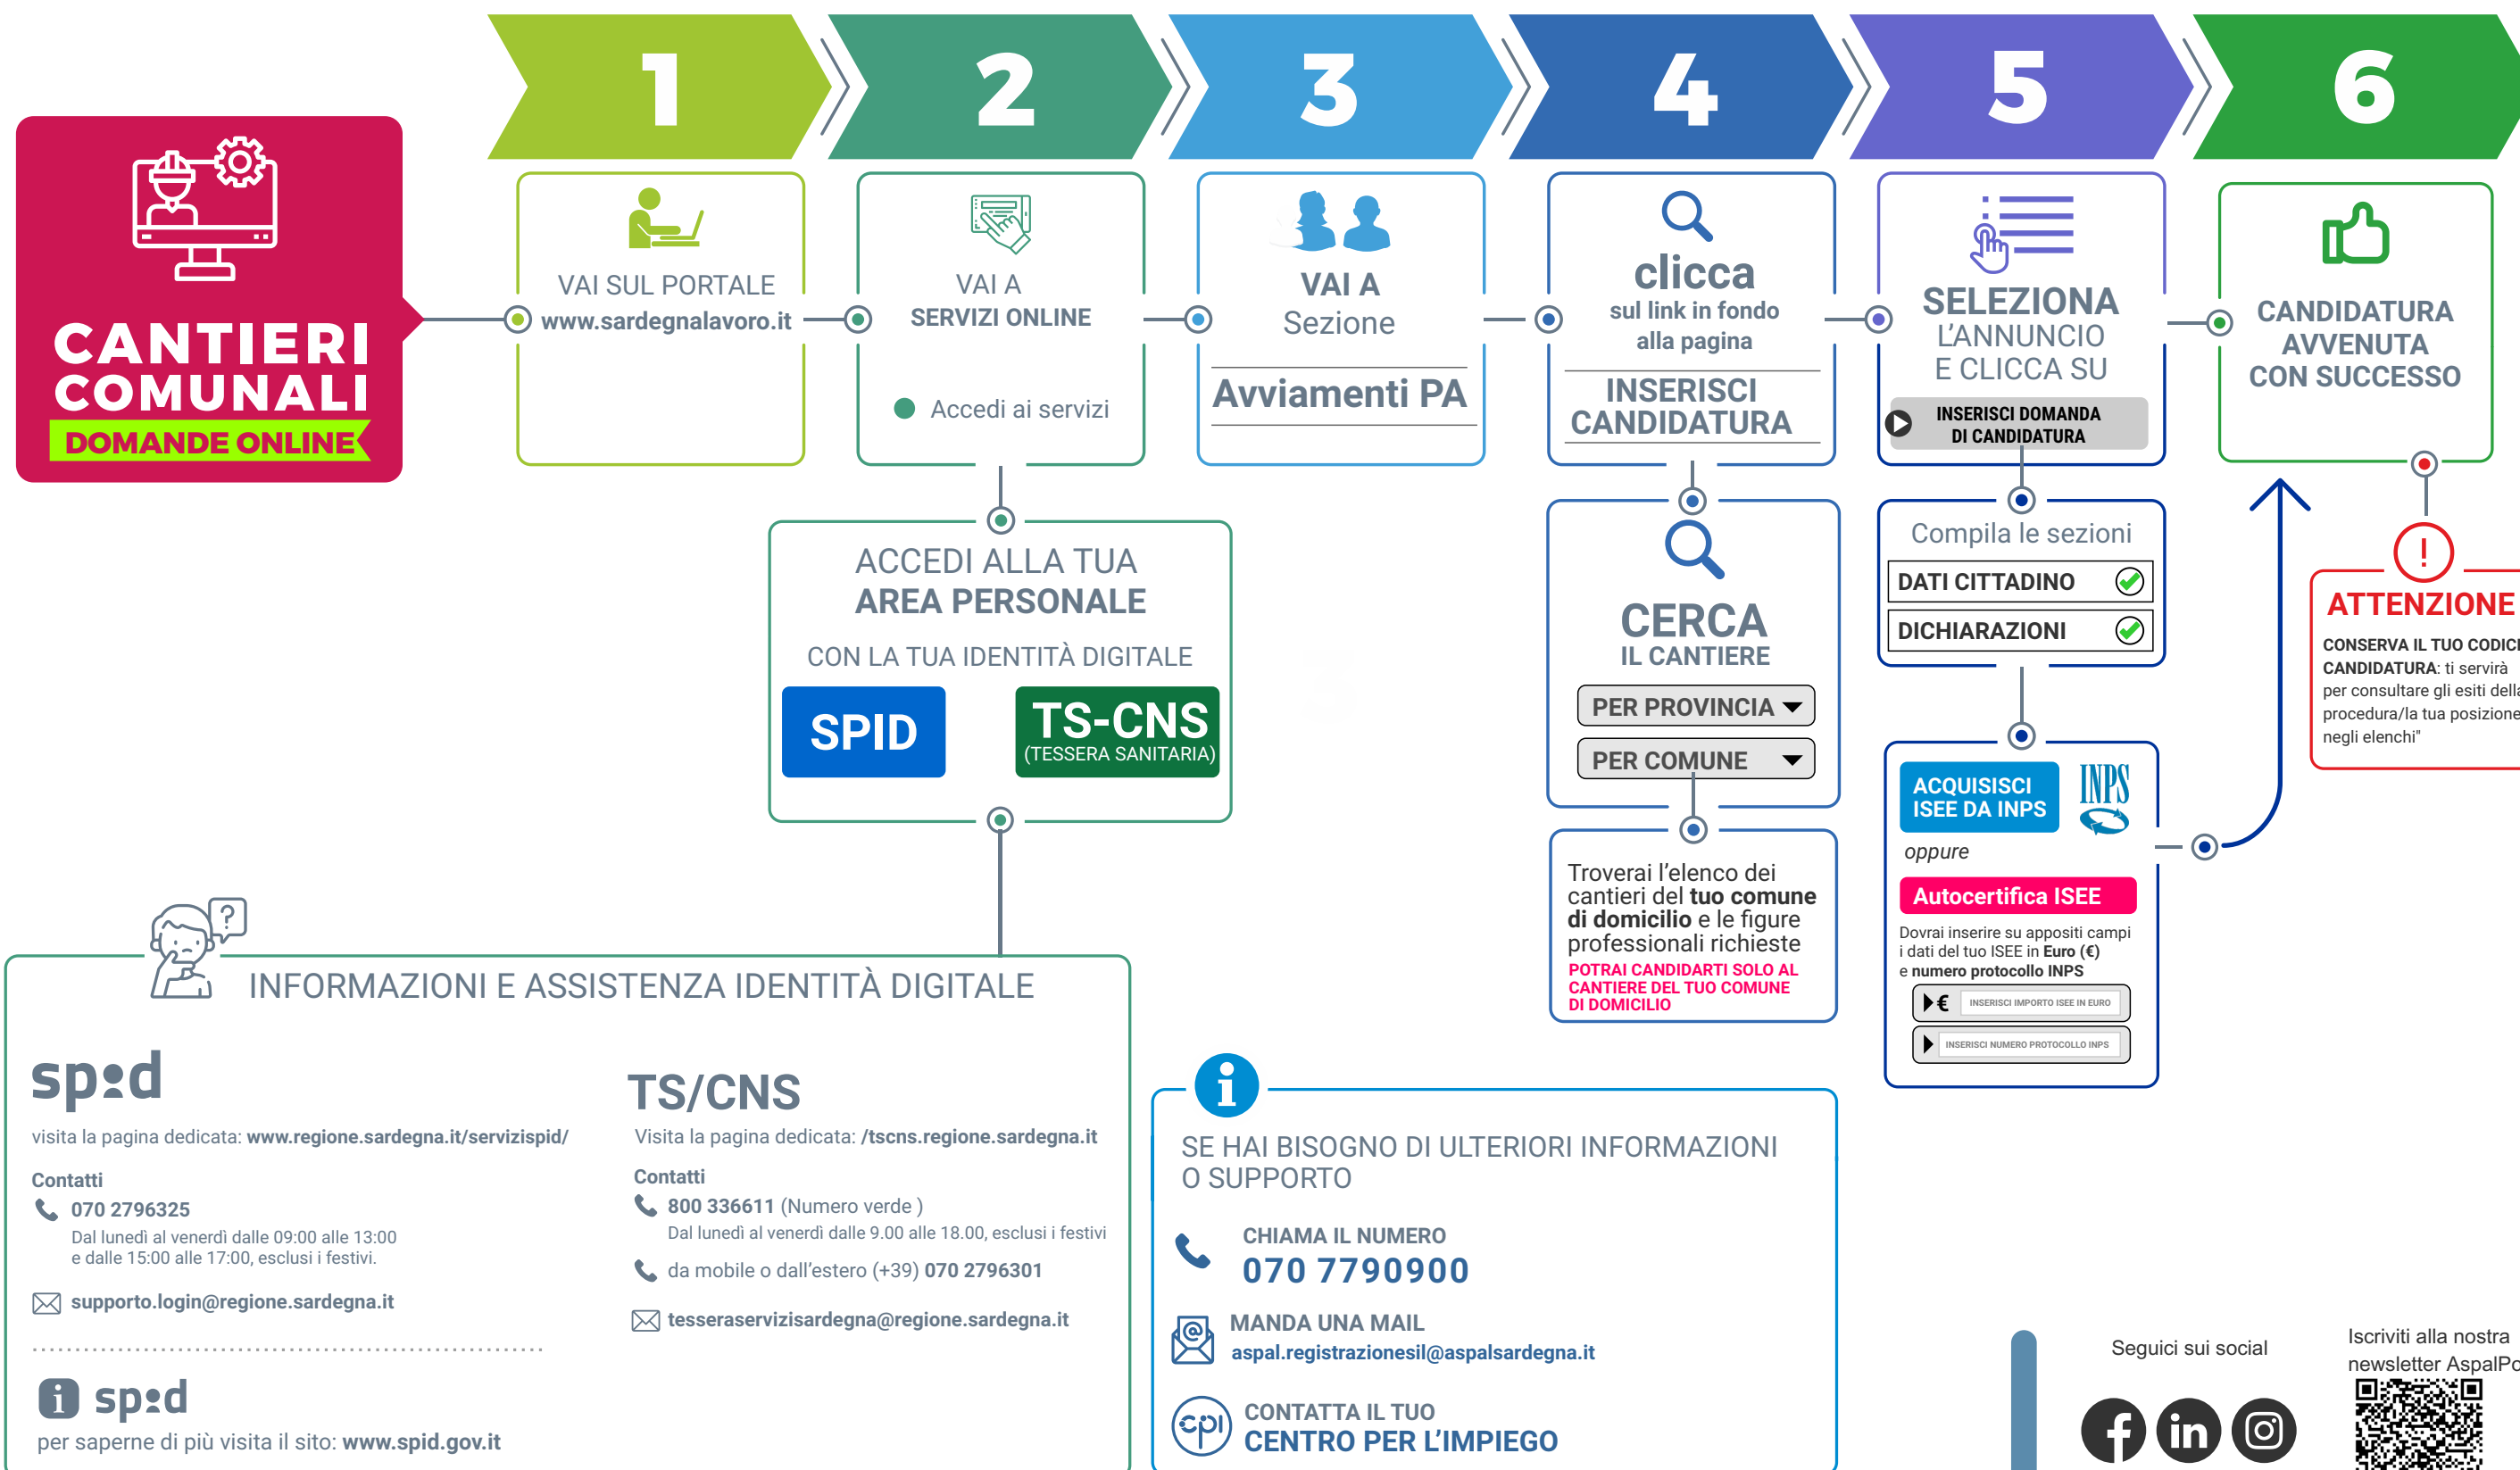 1
2
3
4
5
6
CANTIERI
COMUNALI
DOMANDE ONLINE
VAI SUL PORTALE
www.sardegnalavoro.it
VAI A
SERVIZI ONLINE
Accedi ai servizi
ACCEDI ALLA TUA
AREA PERSONALE
CON LA TUA IDENTITÀ DIGITALE
SPID
TS-CNS
(TESSERA SANITARIA)
VAI A
Sezione
Avviamenti PA
clicca
sul link in fondo
alla pagina
INSERISCI
CANDIDATURA
CERCA
IL CANTIERE
PER PROVINCIA
PER COMUNE
Troverai l'elenco dei
cantieri del tuo comune
di domicilio e le figure
professionali richieste
POTRAI CANDIDARTI SOLO AL
CANTIERE DEL TUO COMUNE
DI DOMICILIO
SELEZIONA
L'ANNUNCIO
E CLICCA SU
INSERISCI DOMANDA
DI CANDIDATURA
Compila le sezioni
DATI CITTADINO
DICHIARAZIONI
ACQUISISCI
ISEE DA INPS
INPS
oppure
Autocertifica ISEE
Dovrai inserire su appositi campi
i dati del tuo ISEE in Euro (€)
e numero protocollo INPS
€ INSERISCI IMPORTO ISEE IN EURO
INSERISCI NUMERO PROTOCOLLO INPS
CANDIDATURA
AVVENUTA
CON SUCCESSO
!
ATTENZIONE
CONSERVA IL TUO
CANDIDATURA: ti servirà
per consultare gli esiti della
procedura/la tua posizione
negli elenchi"
?
INFORMAZIONI E ASSISTENZA IDENTITÀ DIGITALE
spid
visita la pagina dedicata: www.regione.sardegna.it/servizispid/
Contatti
070 2796325
Dal lunedì al venerdì dalle 09:00 alle 13:00
e dalle 15:00 alle 17:00, esclusi i festivi.
supporto.login@regione.sardegna.it
i spid
per saperne di più visita il sito: www.spid.gov.it
TS/CNS
Visita la pagina dedicata: /tscns.regione.sardegna.it
Contatti
800 336611 (Numero verde )
Dal lunedì al venerdì dalle 9.00 alle 18.00, esclusi i festivi
da mobile o dall'estero (+39) 070 2796301
tesseraservizisardegna@regione.sardegna.it
i
SE HAI BISOGNO DI ULTERIORI INFORMAZIONI
O SUPPORTO
CHIAMA IL NUMERO
070 7790900
@
MANDA UNA MAIL
aspal.registrazionesil@aspalsardegna.it
cpi
CONTATTA IL TUO
CENTRO PER L'IMPIEGO
Seguici sui social
f in
Iscriviti alla nostra
newsletter